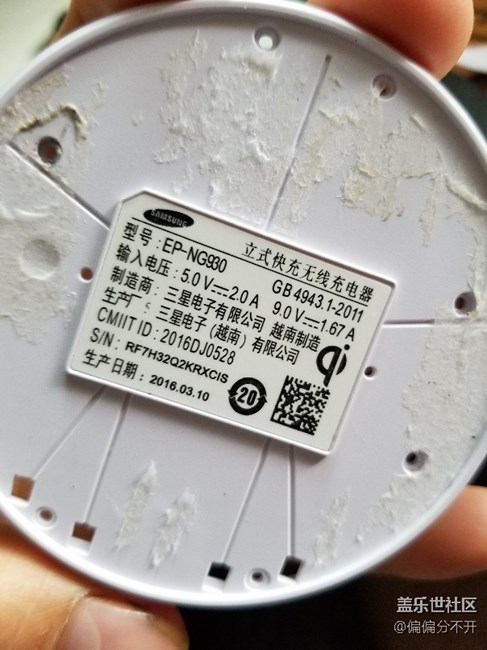 SAMSUNG
立式快充无线充电器
型号：EP-NG930
GB 4943.1-2011
输入电压：5.0 V⎓2.0 A 9.0 V⎓1.67 A
制造商：三星电子有限公司 越南制造
生产厂：三星电子（越南）有限公司
CMIIT ID：2016DJ0528
S/N：RF7H32Q2KRXCIS
生产日期：2016.03.10
20
qi
盖乐世社区
@偏偏分不开